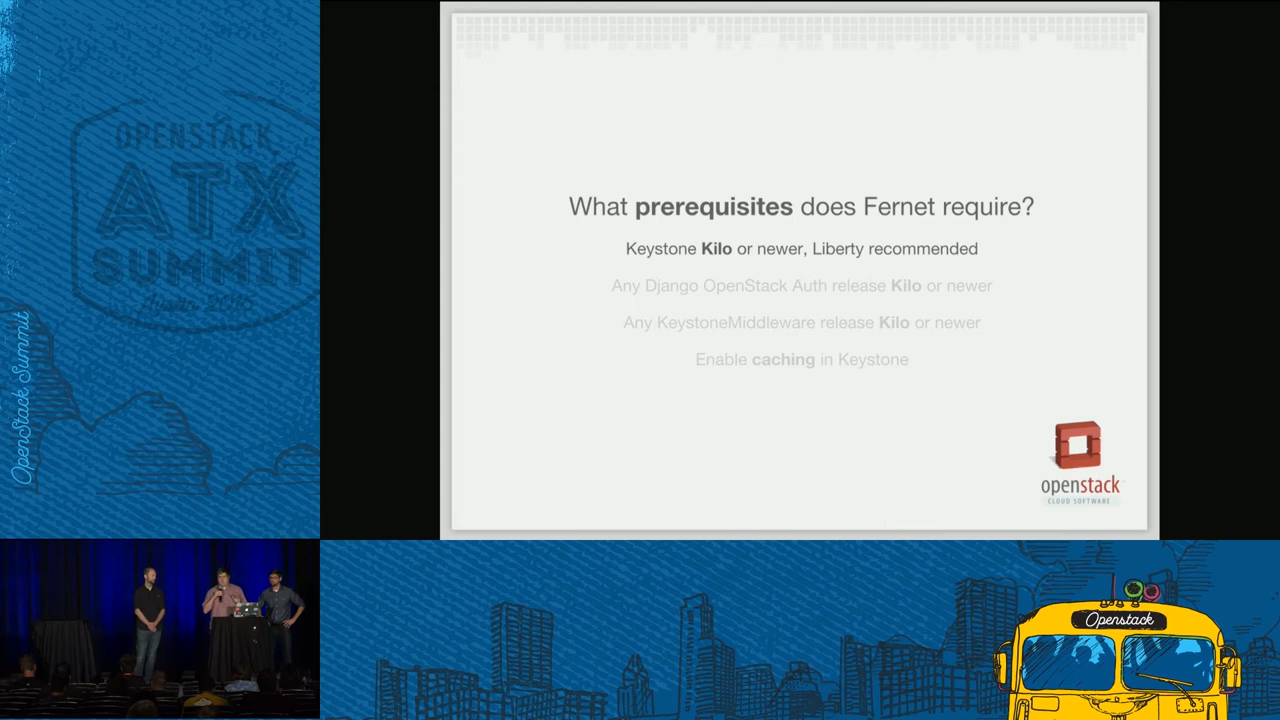 OPENSTACK
ATX
SUMMIT
OpenStack Summit
What prerequisites does Fernet require?
Keystone Kilo or newer, Liberty recommended
Any Django OpenStack Auth release Kilo or newer
Any KeystoneMiddleware release Kilo or newer
Enable caching in Keystone
openstack
CLOUD SOFTWARE
Openstack